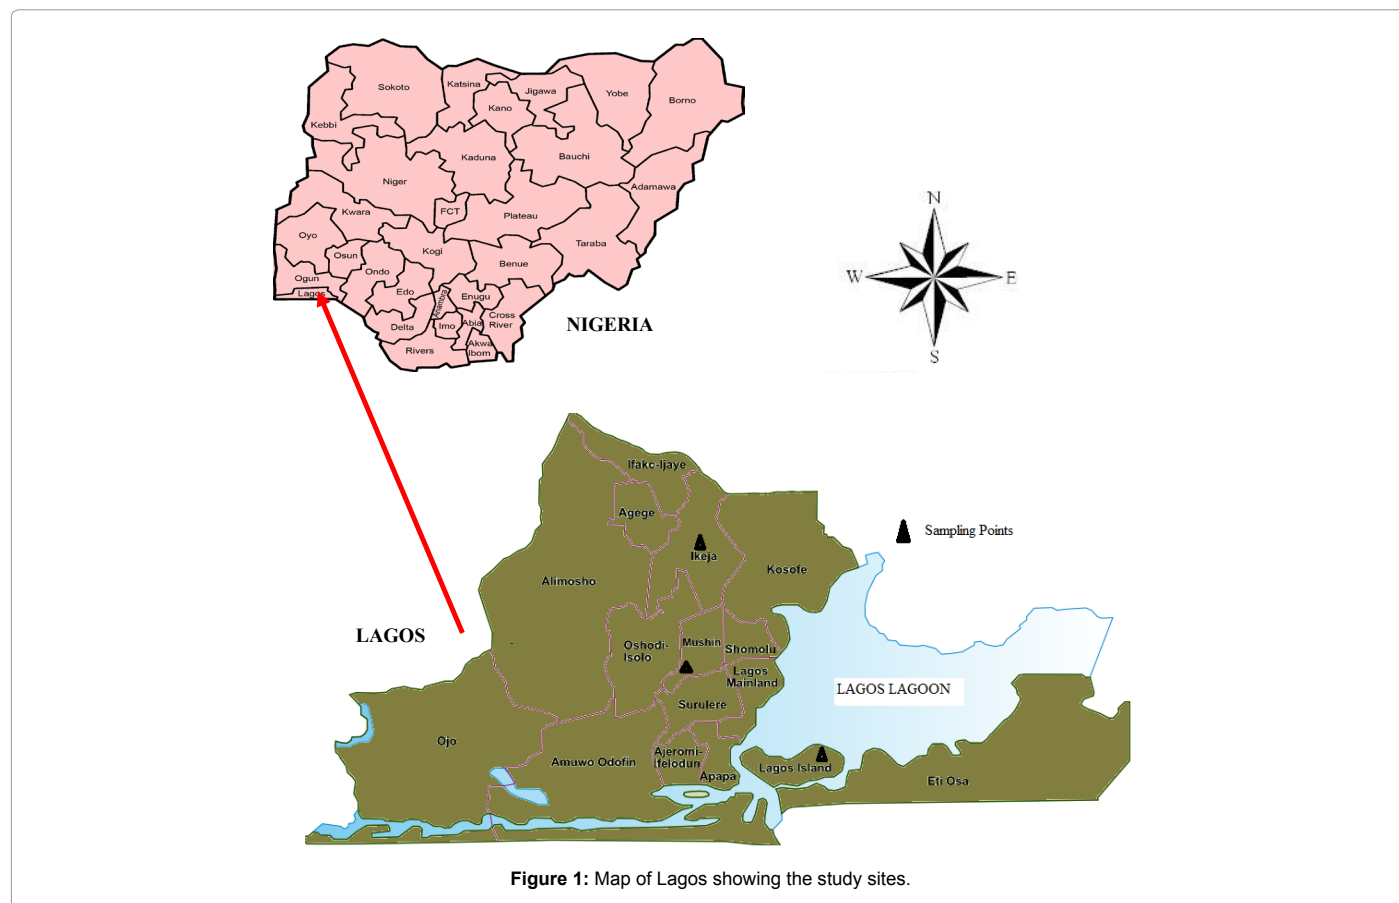 Sokoto
Katsina
Jigawa
Yobe
Borno
Kano
Kebbi
Kaduna
Bauchi
Niger
Adamawa
Kwara
FCT
Plateau
Oyo
Taraba
Osun
Kogi
Benue
Ondo
Ogun
Lagos
Edo
Anambra
Enugu
Delta
Imo
Abia
Cross
River
Rivers
Akwa
Ibom
NIGERIA
N
W
E
S
Ifakc-Ijaye
Agege
Ikeja
Sampling Points
Kosofe
Alimosho
LAGOS
Oshodi-
Isolo
Mushin
Shomolu
Lagos
Mainland
LAGOS LAGOON
Surulere
Ojo
Amuwo Odofin
Ajeromi-
Ifelodun
Apapa
Lagos Island
Eti Osa
Figure 1: Map of Lagos showing the study sites.